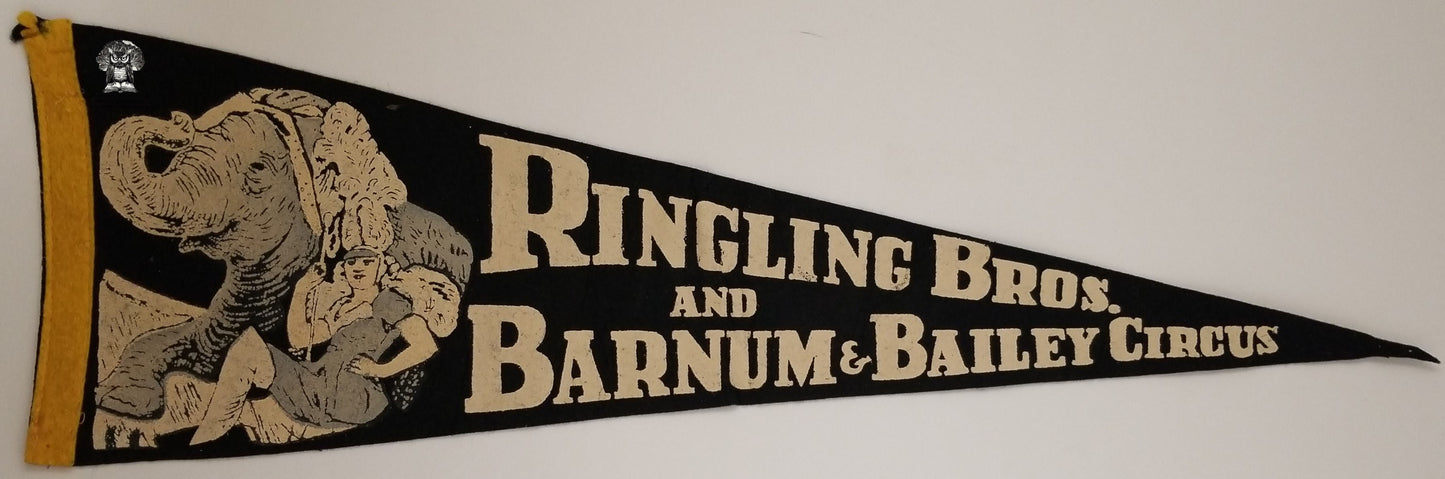 RINGLING BROS.
AND
BARNUM & BAILEY CIRCUS